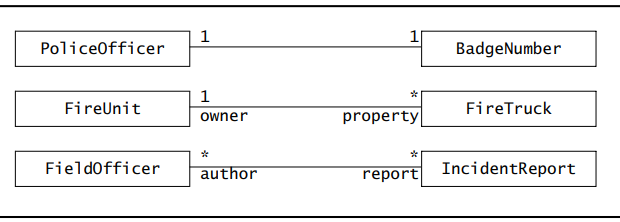 1 1
PoliceOfficer BadgeNumber
1 *
FireUnit FireTruck
owner property
* *
FieldOfficer IncidentReport
author report